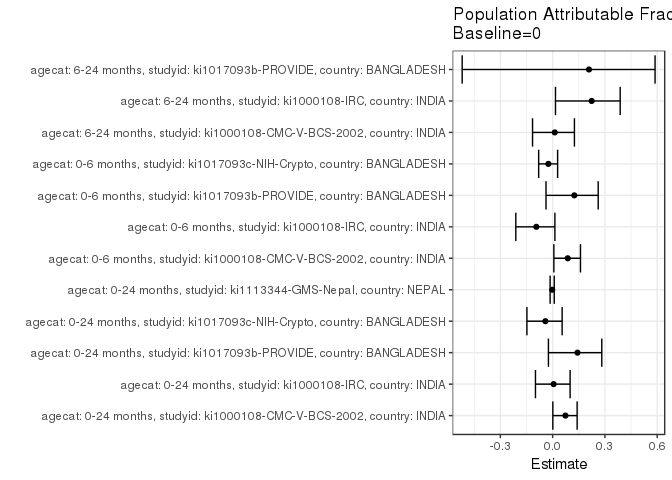 Population Attributable Frac
Baseline=0
agecat: 6-24 months, studyid: ki1017093b-PROVIDE, country: BANGLADESH
agecat: 6-24 months, studyid: ki1000108-IRC, country: INDIA
agecat: 6-24 months, studyid: ki1000108-CMC-V-BCS-2002, country: INDIA
agecat: 0-6 months, studyid: ki1017093c-NIH-Crypto, country: BANGLADESH
agecat: 0-6 months, studyid: ki1017093b-PROVIDE, country: BANGLADESH
agecat: 0-6 months, studyid: ki1000108-IRC, country: INDIA
agecat: 0-6 months, studyid: ki1000108-CMC-V-BCS-2002, country: INDIA
agecat: 0-24 months, studyid: ki1113344-GMS-Nepal, country: NEPAL
agecat: 0-24 months, studyid: ki1017093c-NIH-Crypto, country: BANGLADESH
agecat: 0-24 months, studyid: ki1017093b-PROVIDE, country: BANGLADESH
agecat: 0-24 months, studyid: ki1000108-IRC, country: INDIA
agecat: 0-24 months, studyid: ki1000108-CMC-V-BCS-2002, country: INDIA
-0.3 0.0 0.3 0.6
Estimate